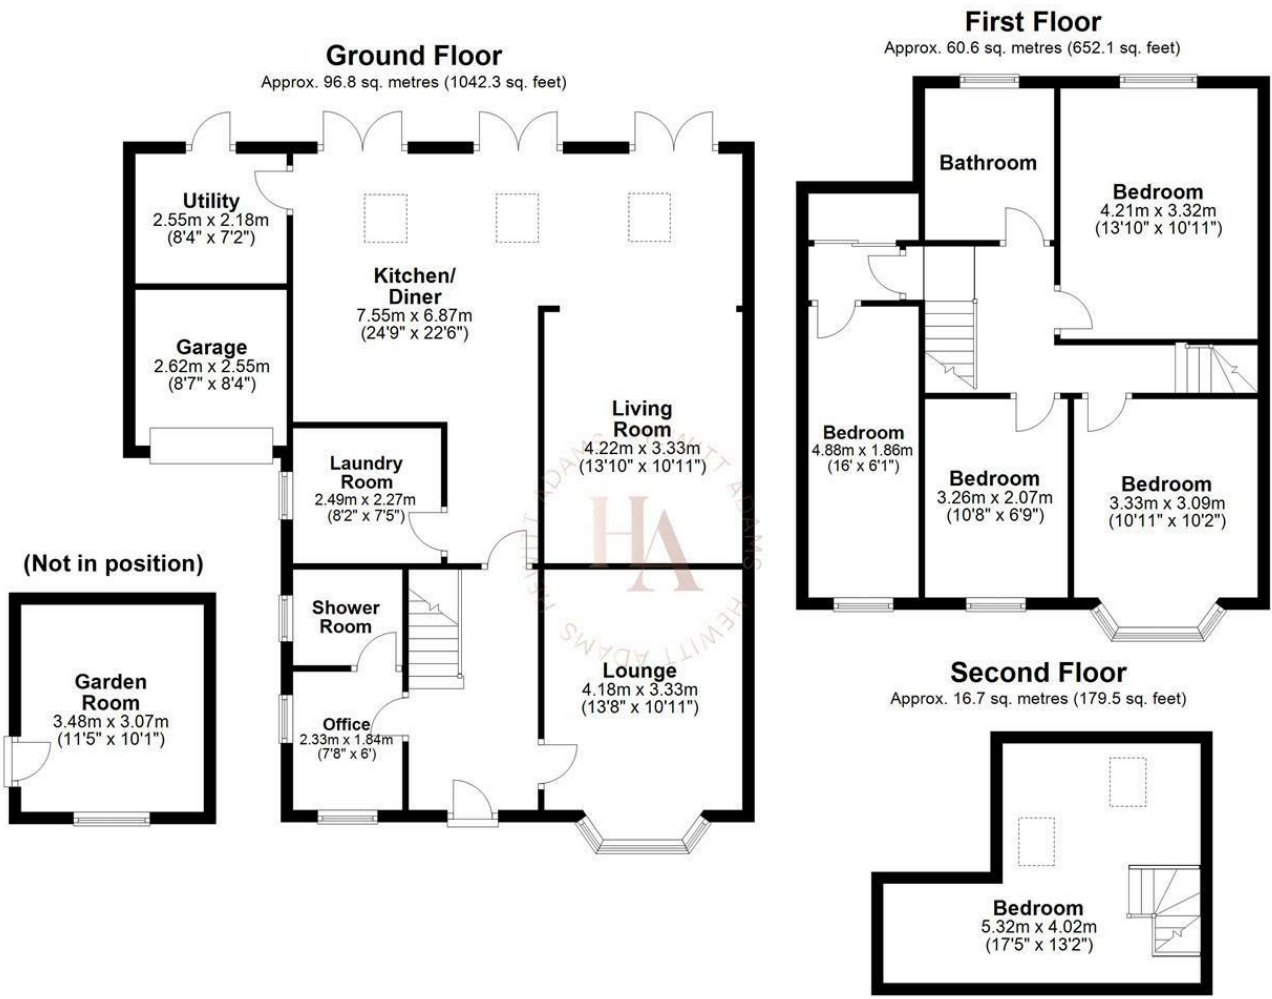 Ground Floor
Approx. 96.8 sq. metres (1042.3 sq. feet)
Utility
2.55m x 2.18m
(8'4" x 7'2")
Kitchen/
Diner
7.55m x 6.87m
(24'9" x 22'6")
Garage
2.62m x 2.55m
(8'7" x 8'4")
Living
Room
4.22m x 3.33m
(13'10" x 10'11")
Laundry
Room
2.49m x 2.27m
(8'2" x 7'5")
Shower
Room
Lounge
4.18m x 3.33m
(13'8" x 10'11")
Office
2.33m x 1.84m
(7'8" x 6')
HA
HEWITT ADAMS HEWITT ADAMS HEWITT ADAMS
(Not in position)
Garden
Room
3.48m x 3.07m
(11'5" x 10'1")
First Floor
Approx. 60.6 sq. metres (652.1 sq. feet)
Bathroom
Bedroom
4.21m x 3.32m
(13'10" x 10'11")
Bedroom
4.88m x 1.86m
(16' x 6'1")
Bedroom
3.26m x 2.07m
(10'8" x 6'9")
Bedroom
3.33m x 3.09m
(10'11" x 10'2")
Second Floor
Approx. 16.7 sq. metres (179.5 sq. feet)
Bedroom
5.32m x 4.02m
(17'5" x 13'2")